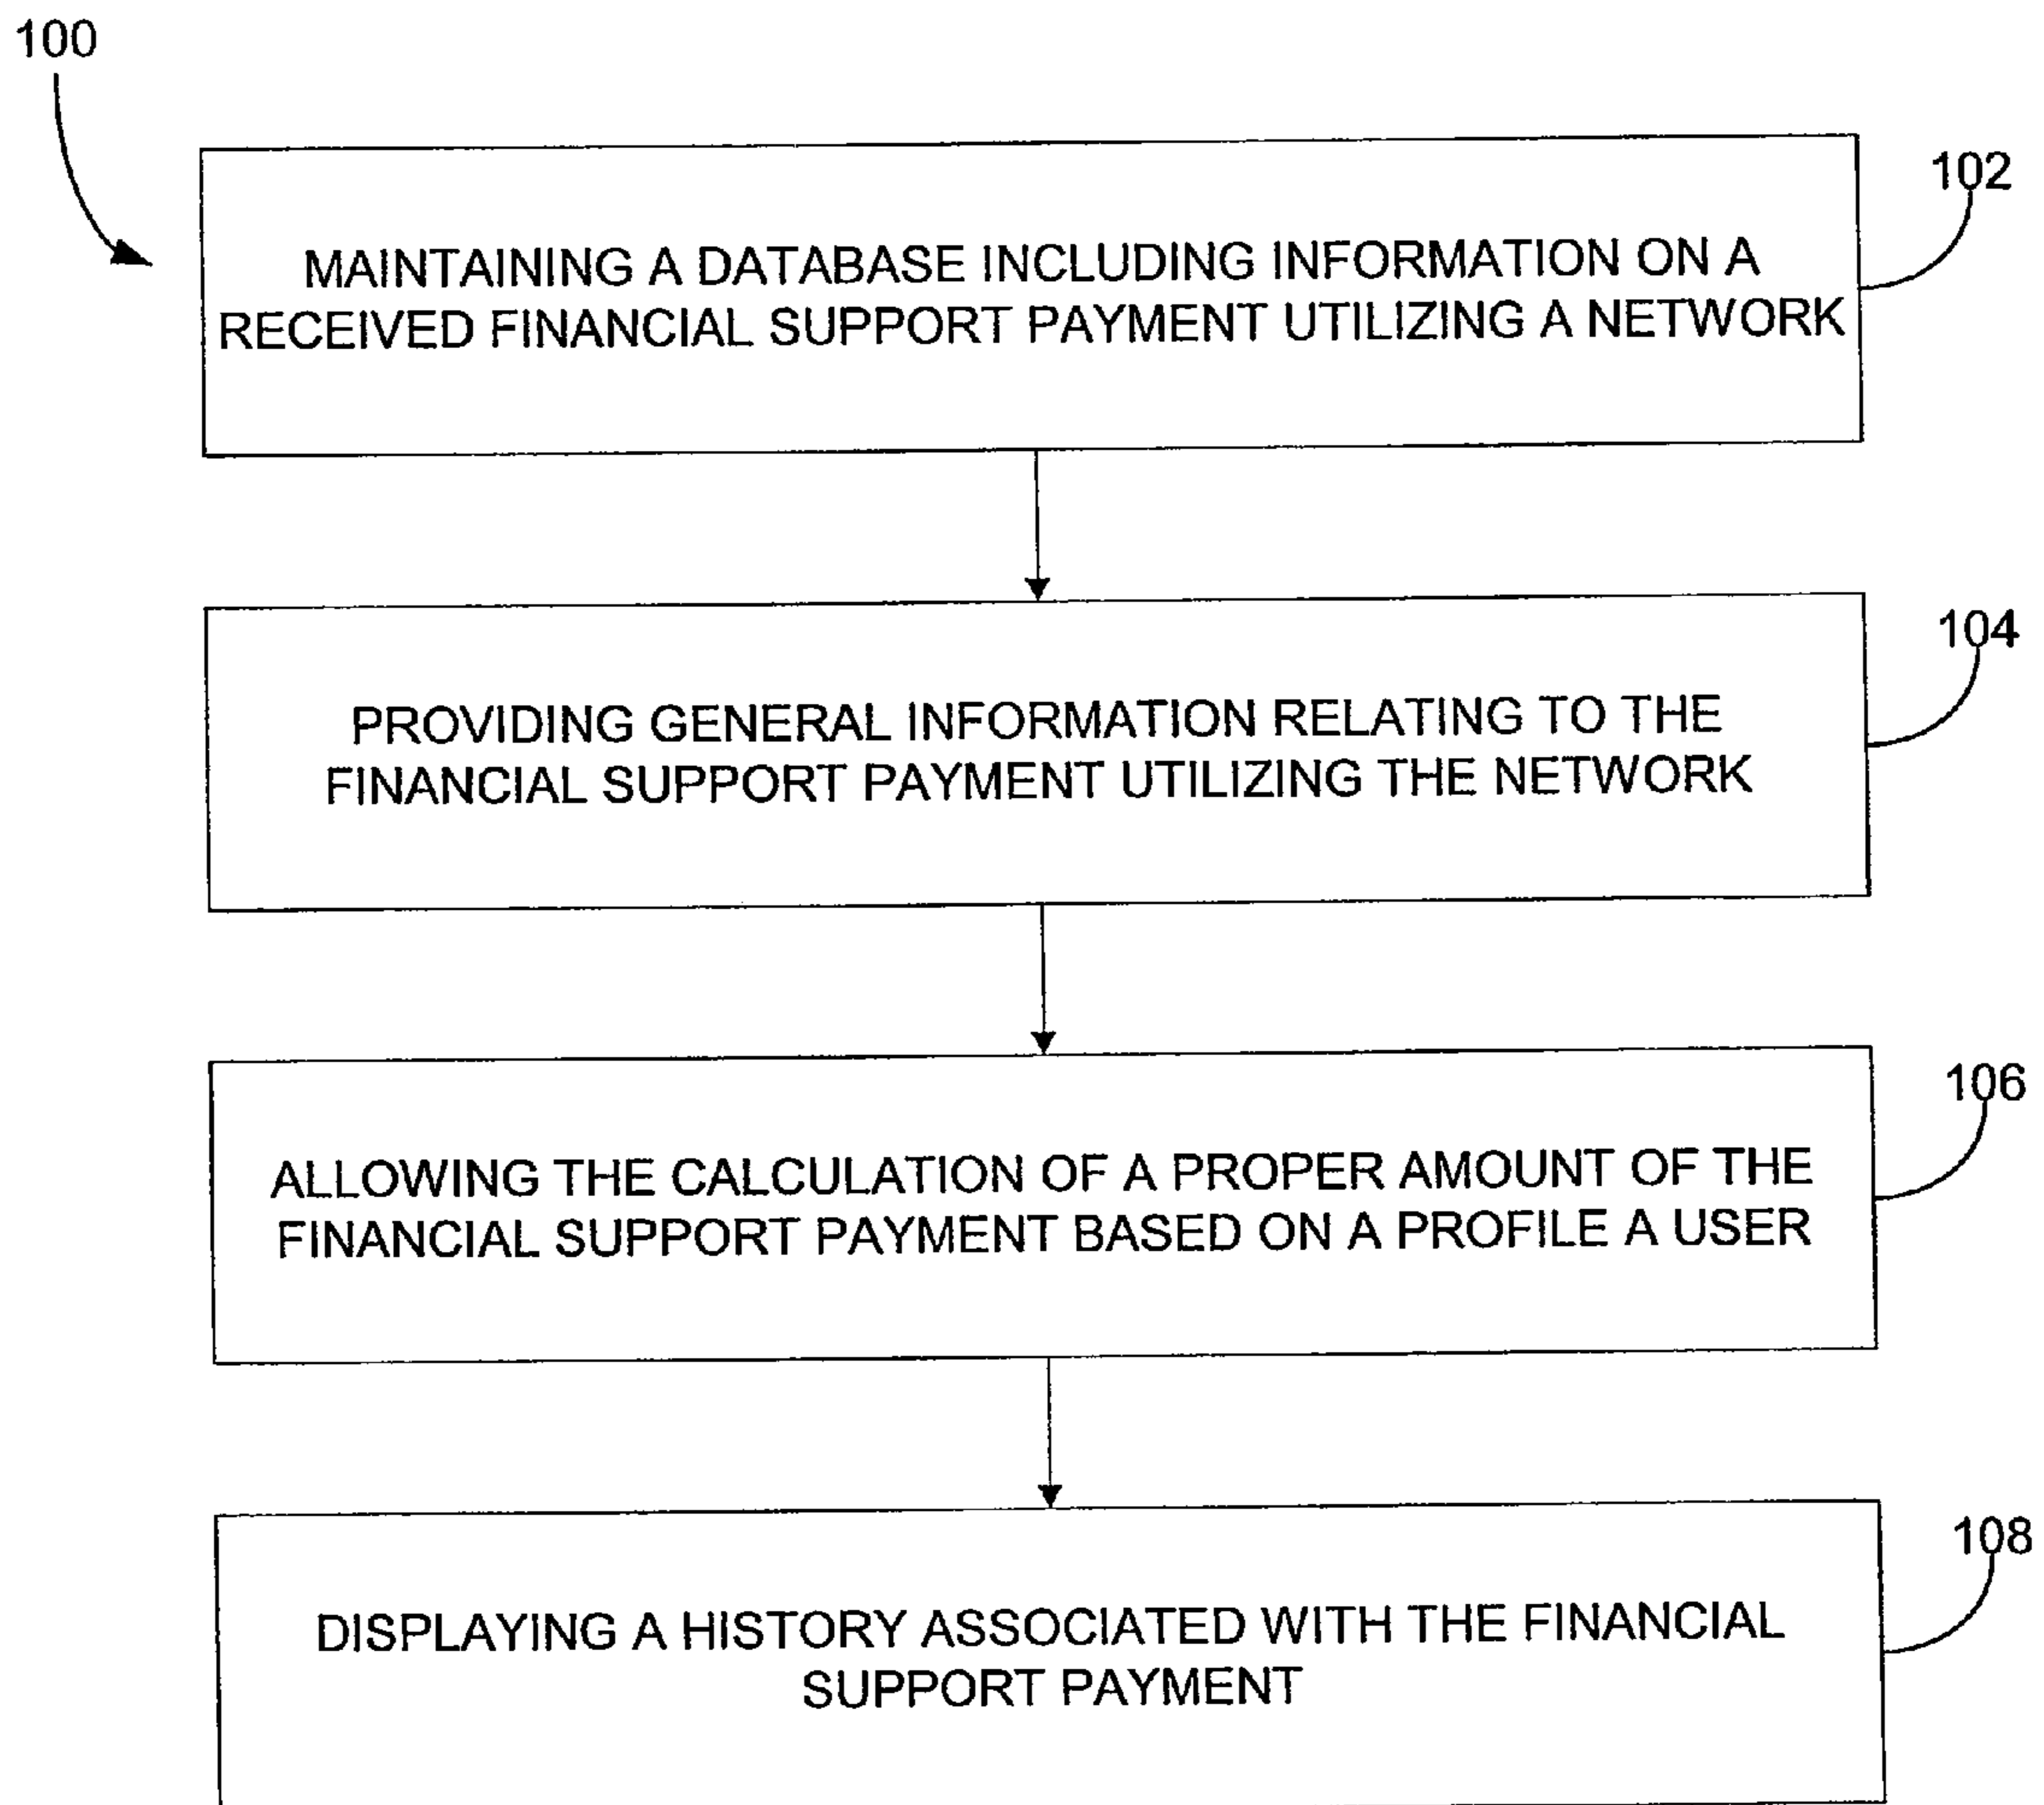 100
102
MAINTAINING A DATABASE INCLUDING INFORMATION ON A
RECEIVED FINANCIAL SUPPORT PAYMENT UTILIZING A NETWORK
104
PROVIDING GENERAL INFORMATION RELATING TO THE
FINANCIAL SUPPORT PAYMENT UTILIZING THE NETWORK
106
ALLOWING THE CALCULATION OF A PROPER AMOUNT OF THE
FINANCIAL SUPPORT PAYMENT BASED ON A PROFILE A USER
108
DISPLAYING A HISTORY ASSOCIATED WITH THE FINANCIAL
SUPPORT PAYMENT